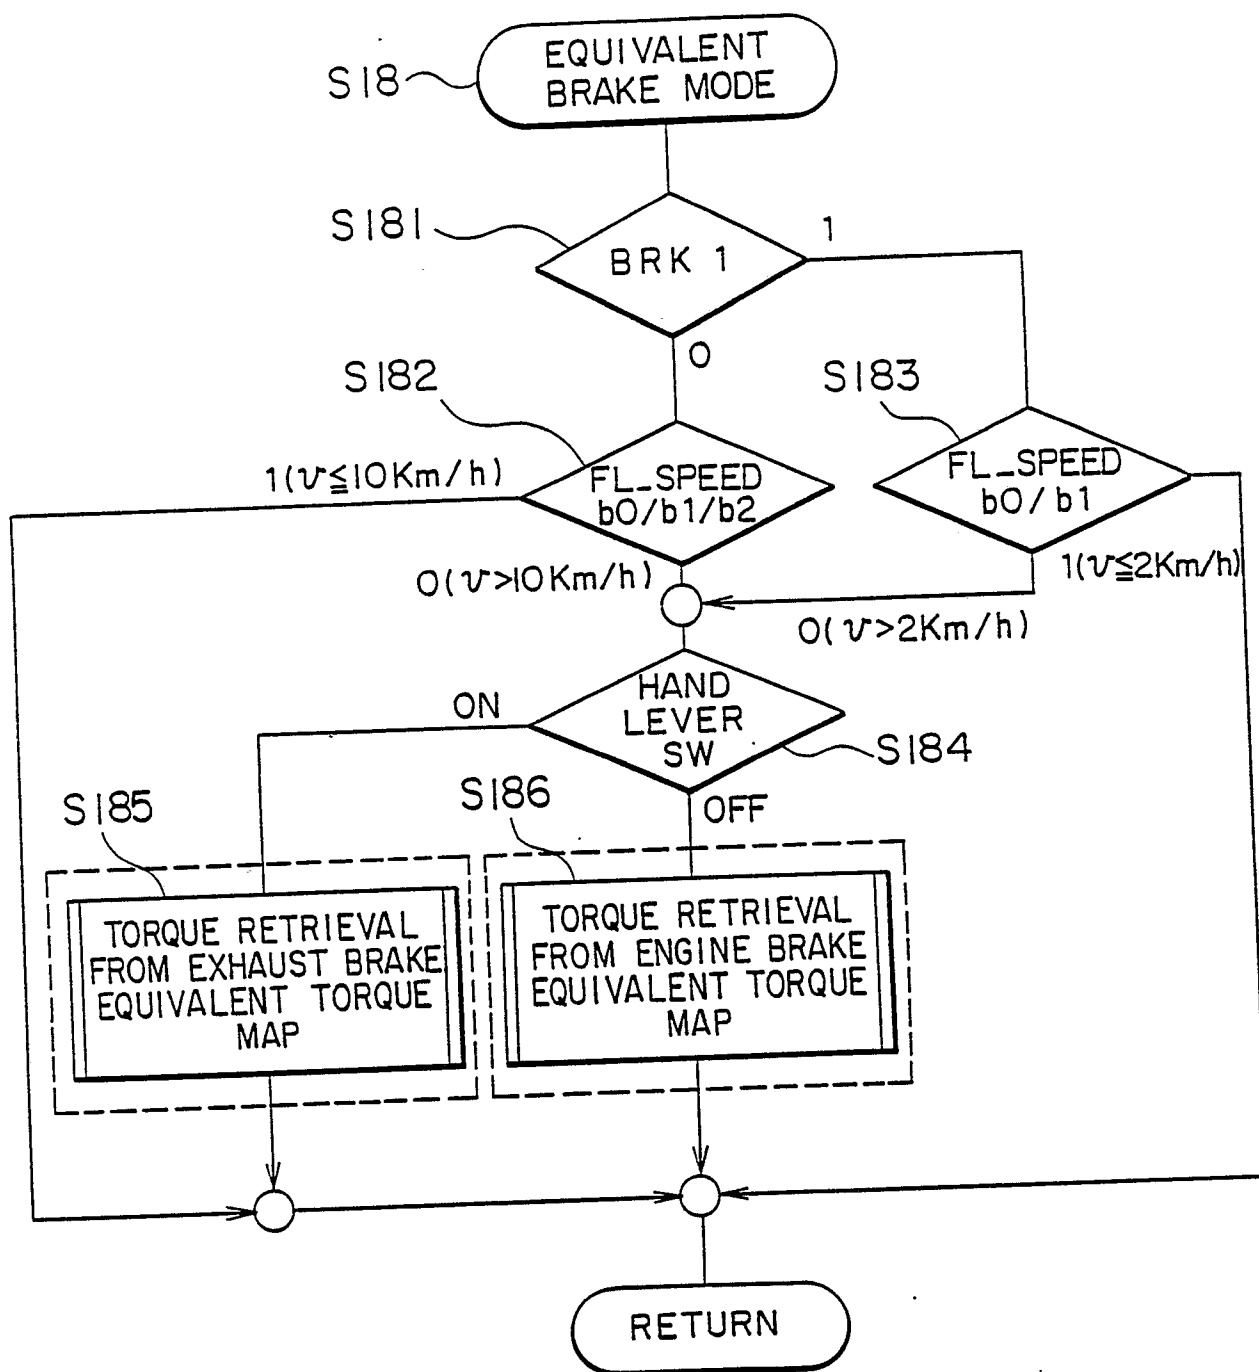 EQUIVALENT
BRAKE MODE
S18
S181
BRK 1
1
0
S182
S183
1(v≦10Km/h)
FL_SPEED
b0/b1/b2
FL_SPEED
b0/b1
0(v>10Km/h)
1(v≦2Km/h)
0(v>2Km/h)
ON
HAND
LEVER
SW
S184
S185
S186
OFF
TORQUE RETRIEVAL
FROM EXHAUST BRAKE
EQUIVALENT TORQUE
MAP
TORQUE RETRIEVAL
FROM ENGINE BRAKE
EQUIVALENT TORQUE
MAP
RETURN